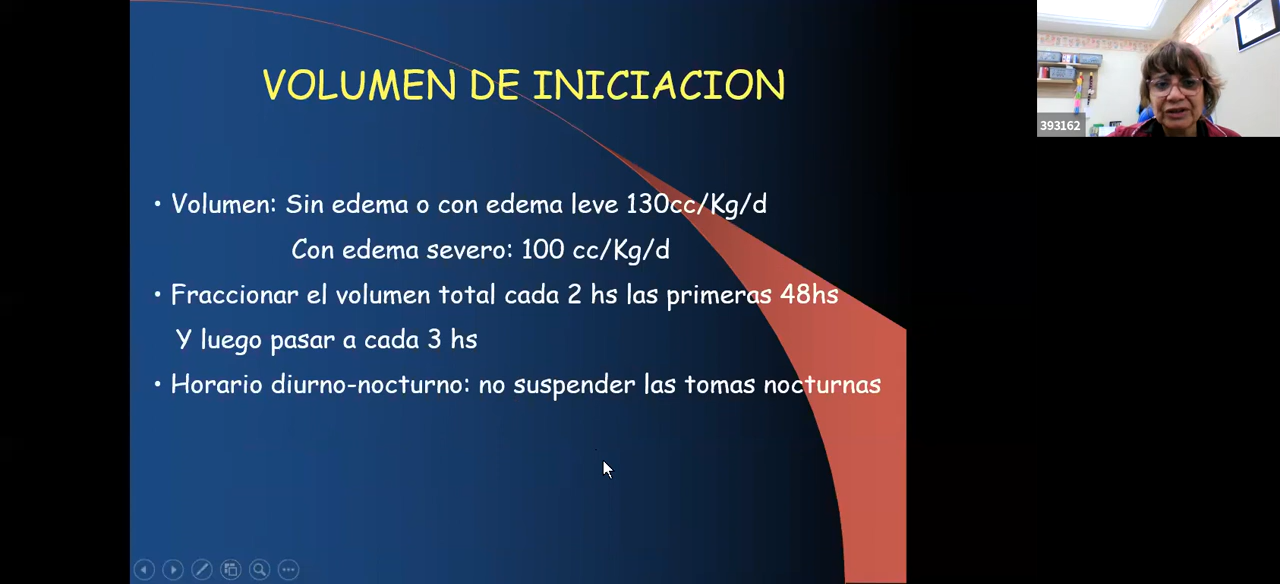 VOLUMEN DE INICIACION
• Volumen: Sin edema o con edema leve 130cc/Kg/d
Con edema severo: 100 cc/Kg/d
• Fraccionar el volumen total cada 2 hs las primeras 48hs
Y luego pasar a cada 3 hs
• Horario diurno-nocturno: no suspender las tomas nocturnas
393162